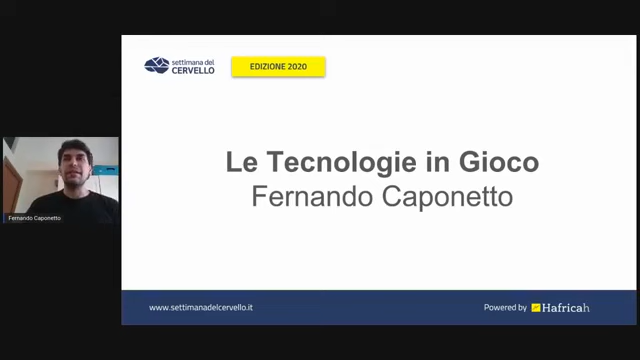 settimana del
CERVELLO
EDIZIONE 2020
Le Tecnologie in Gioco
Fernando Caponetto
Fernando Caponetto
www.settimanadelcervello.it
Powered by Hafricah